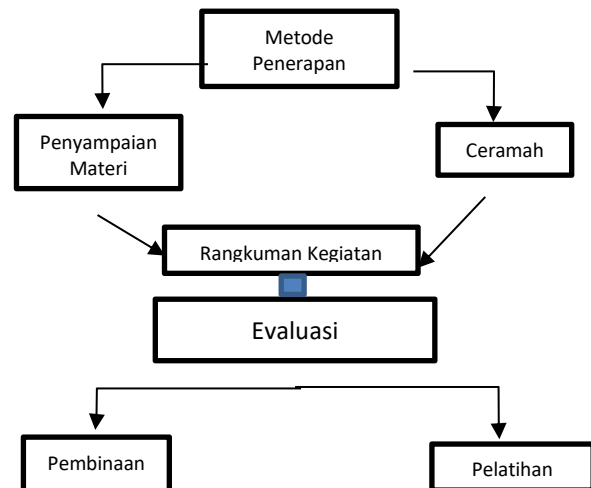 Metode
Penerapan
Penyampaian
Materi
Ceramah
Rangkuman Kegiatan
Evaluasi
Pembinaan
Pelatihan